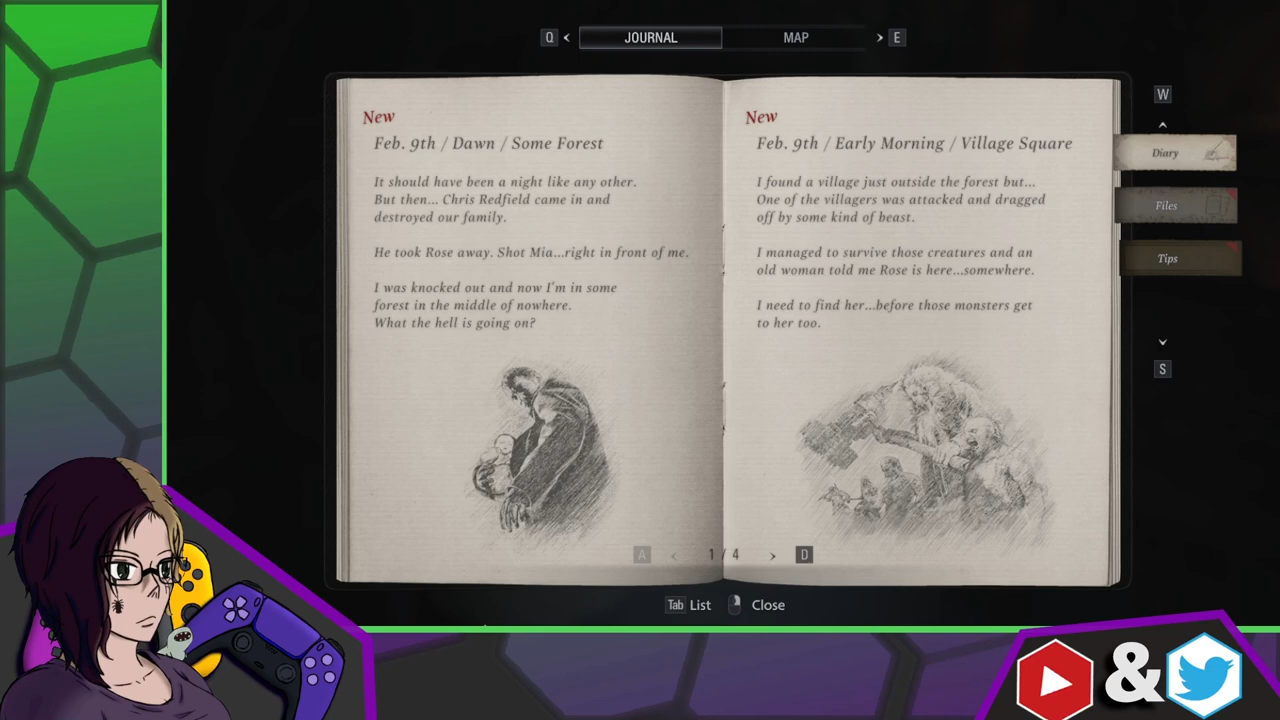 Q < JOURNAL MAP > E
W
New
Feb. 9th / Dawn / Some Forest
It should have been a night like any other.
But then... Chris Redfield came in and
destroyed our family.
He took Rose away. Shot Mia...right in front of me.
I was knocked out and now I'm in some
forest in the middle of nowhere.
What the hell is going on?
New
Feb. 9th / Early Morning / Village Square
I found a village just outside the forest but...
One of the villagers was attacked and dragged
off by some kind of beast.
I managed to survive those creatures and an
old woman told me Rose is here...somewhere.
I need to find her...before those monsters get
to her too.
Diary
Files
Tips
S
A < 1 / 4 > D
Tab List Close
&